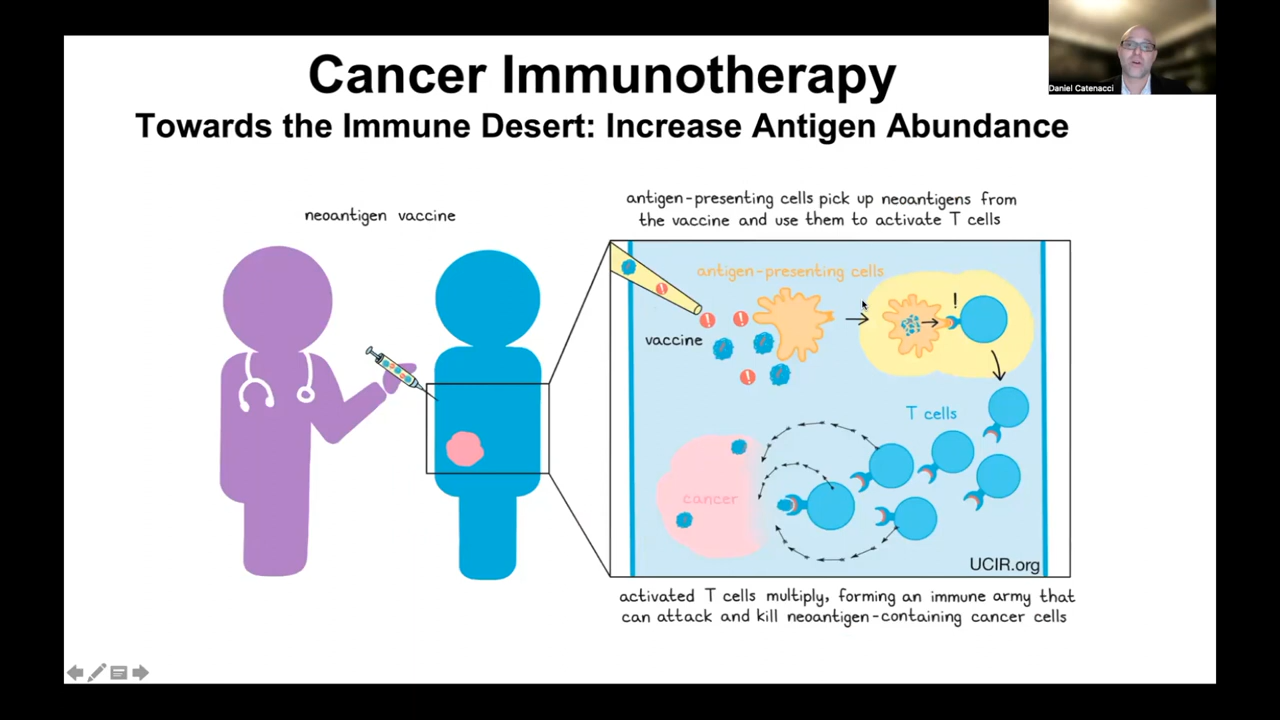 Cancer Immunotherapy
Towards the Immune Desert: Increase Antigen Abundance
Daniel Catenacci
neoantigen vaccine
antigen-presenting cells pick up neoantigens from
the vaccine and use them to activate T cells
antigen-presenting cells
!
!
!
!
!
vaccine
T cells
cancer
UCIR.org
activated T cells multiply, forming an immune army that
can attack and kill neoantigen-containing cancer cells